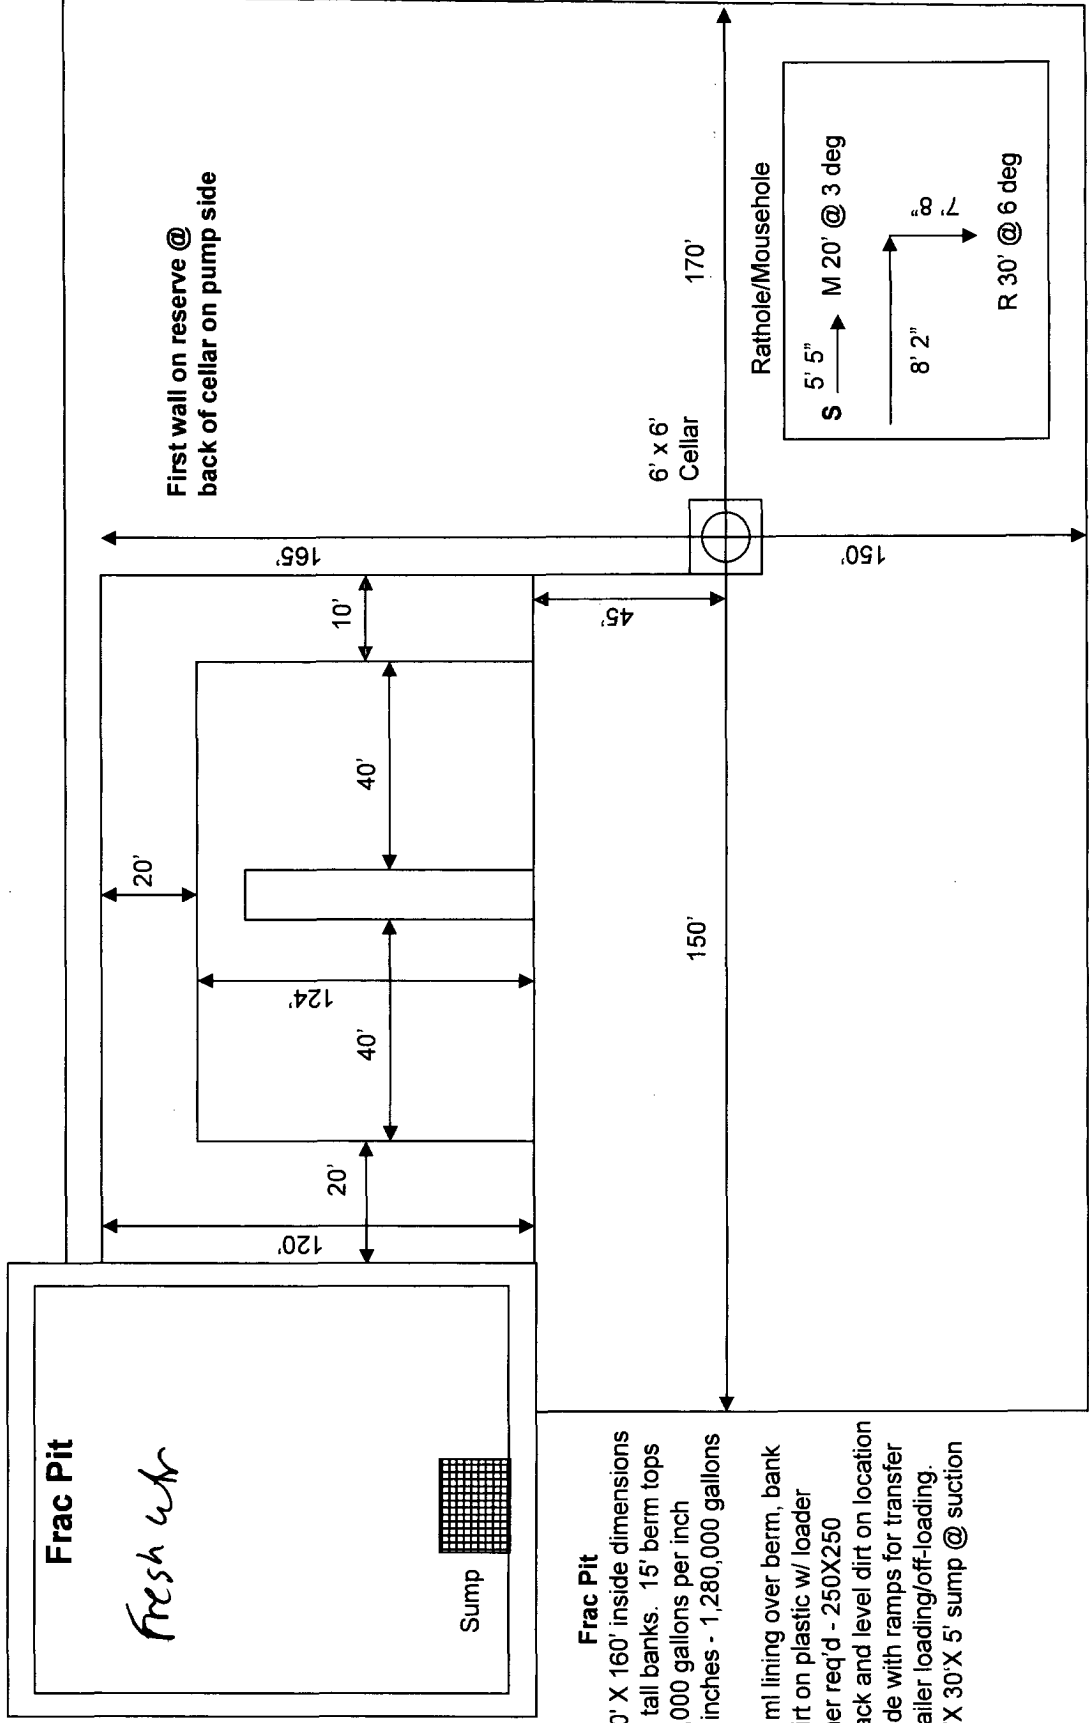 Frac Pit
Fresh wtr
Sump
First wall on reserve @
back of cellar on pump side
165'
10'
20'
40'
124'
40'
20'
120'
45'
6' x 6'
Cellar
170'
150'
150'
Rathole/Mousehole
S 5' 5" M 20' @ 3 deg
8' 2"
7' 8"
R 30' @ 6 deg
Frac Pit
X 160' inside dimensions
tall banks. 15' berm tops
gallons per inch
inches - 1,280,000 gallons
lining over berm, bank
on plastic w/ loader
req'd - 250X250
and level dirt on location
with ramps for transfer
loading/off-loading.
X 30'X 5' sump @ suction